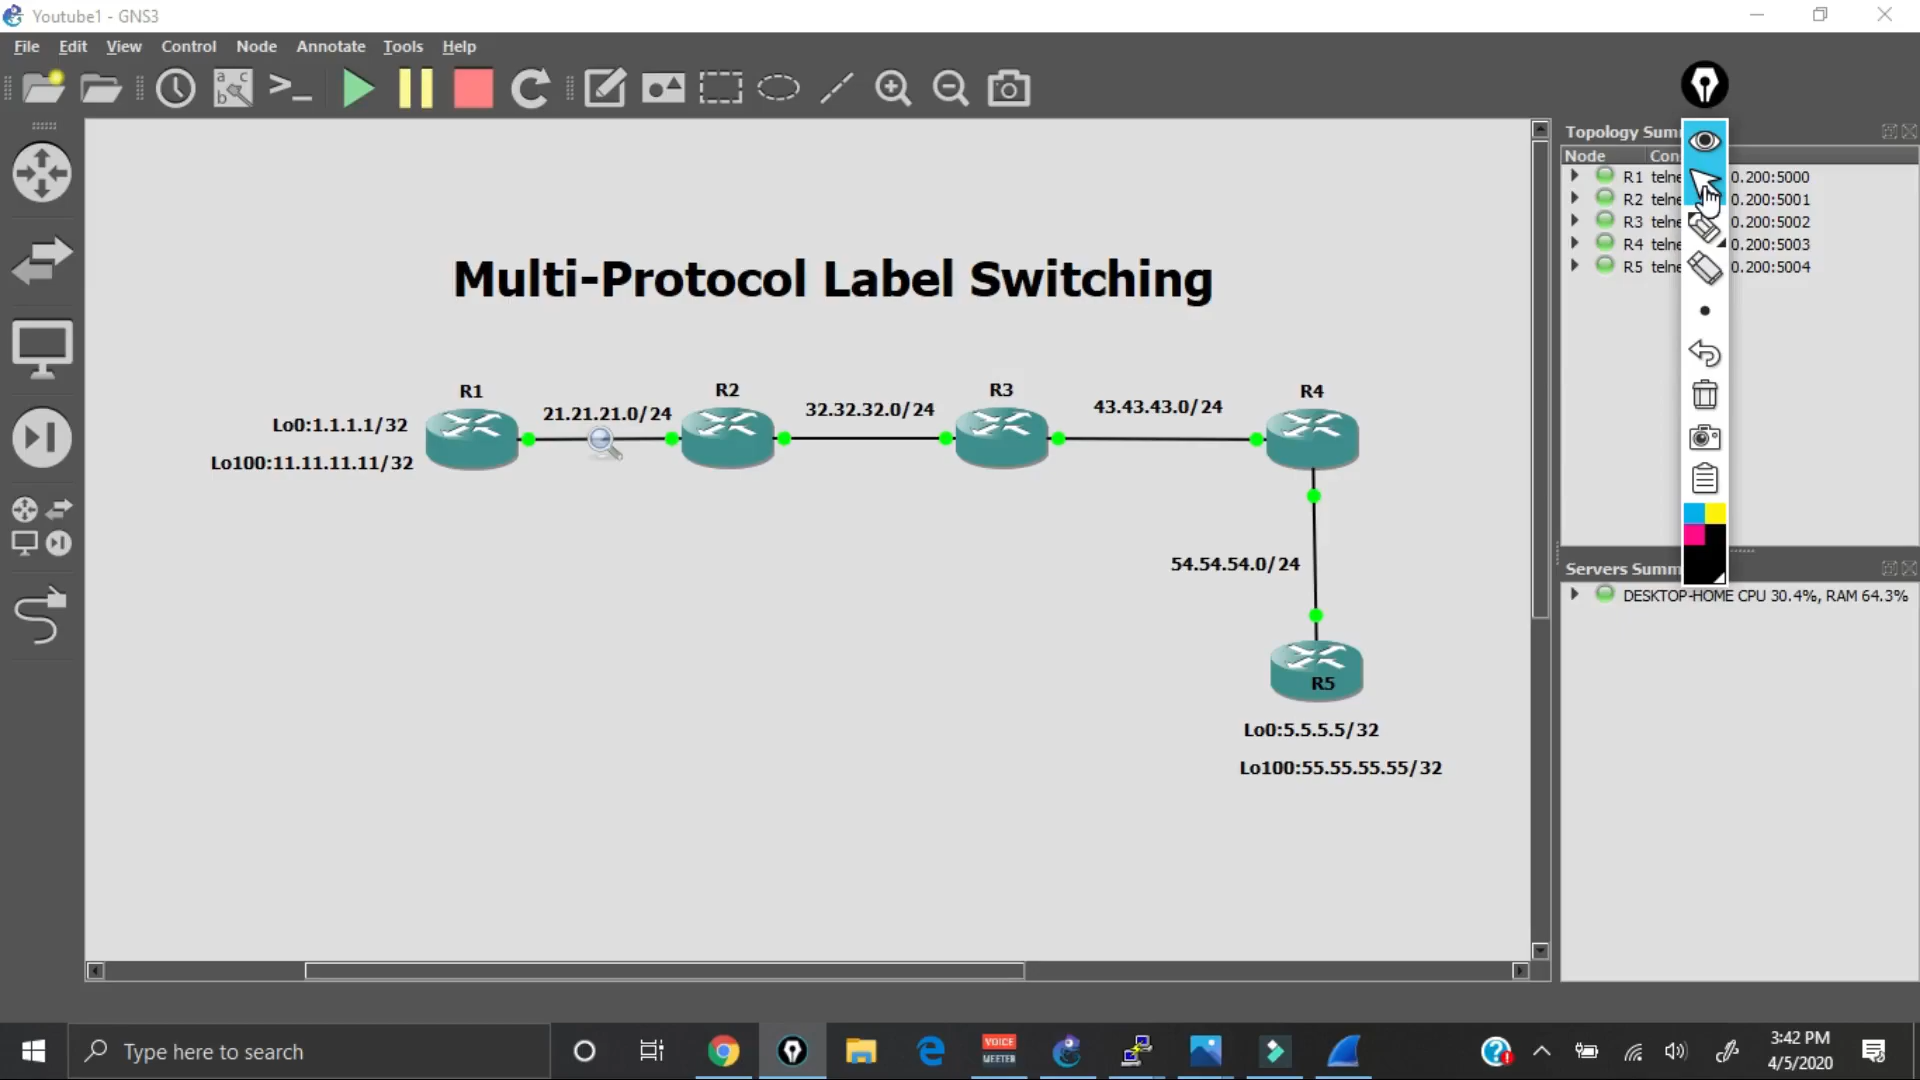 Youtube1 - GNS3
File Edit View Control Node Annotate Tools Help
Topology Sum
Node Con
R1 telne 0.200:5000
R2 telne 0.200:5001
R3 telne 0.200:5002
R4 telne 0.200:5003
R5 telne 0.200:5004
Multi-Protocol Label Switching
R1
R2
R3
R4
21.21.21.0/24
32.32.32.0/24
43.43.43.0/24
Lo0:1.1.1.1/32
Lo100:11.11.11.11/32
54.54.54.0/24
R5
Lo0:5.5.5.5/32
Lo100:55.55.55.55/32
Servers Summ
DESKTOP-HOME CPU 30.4%, RAM 64.3%
Type here to search
VOICE
MEETER
3:42 PM
4/5/2020